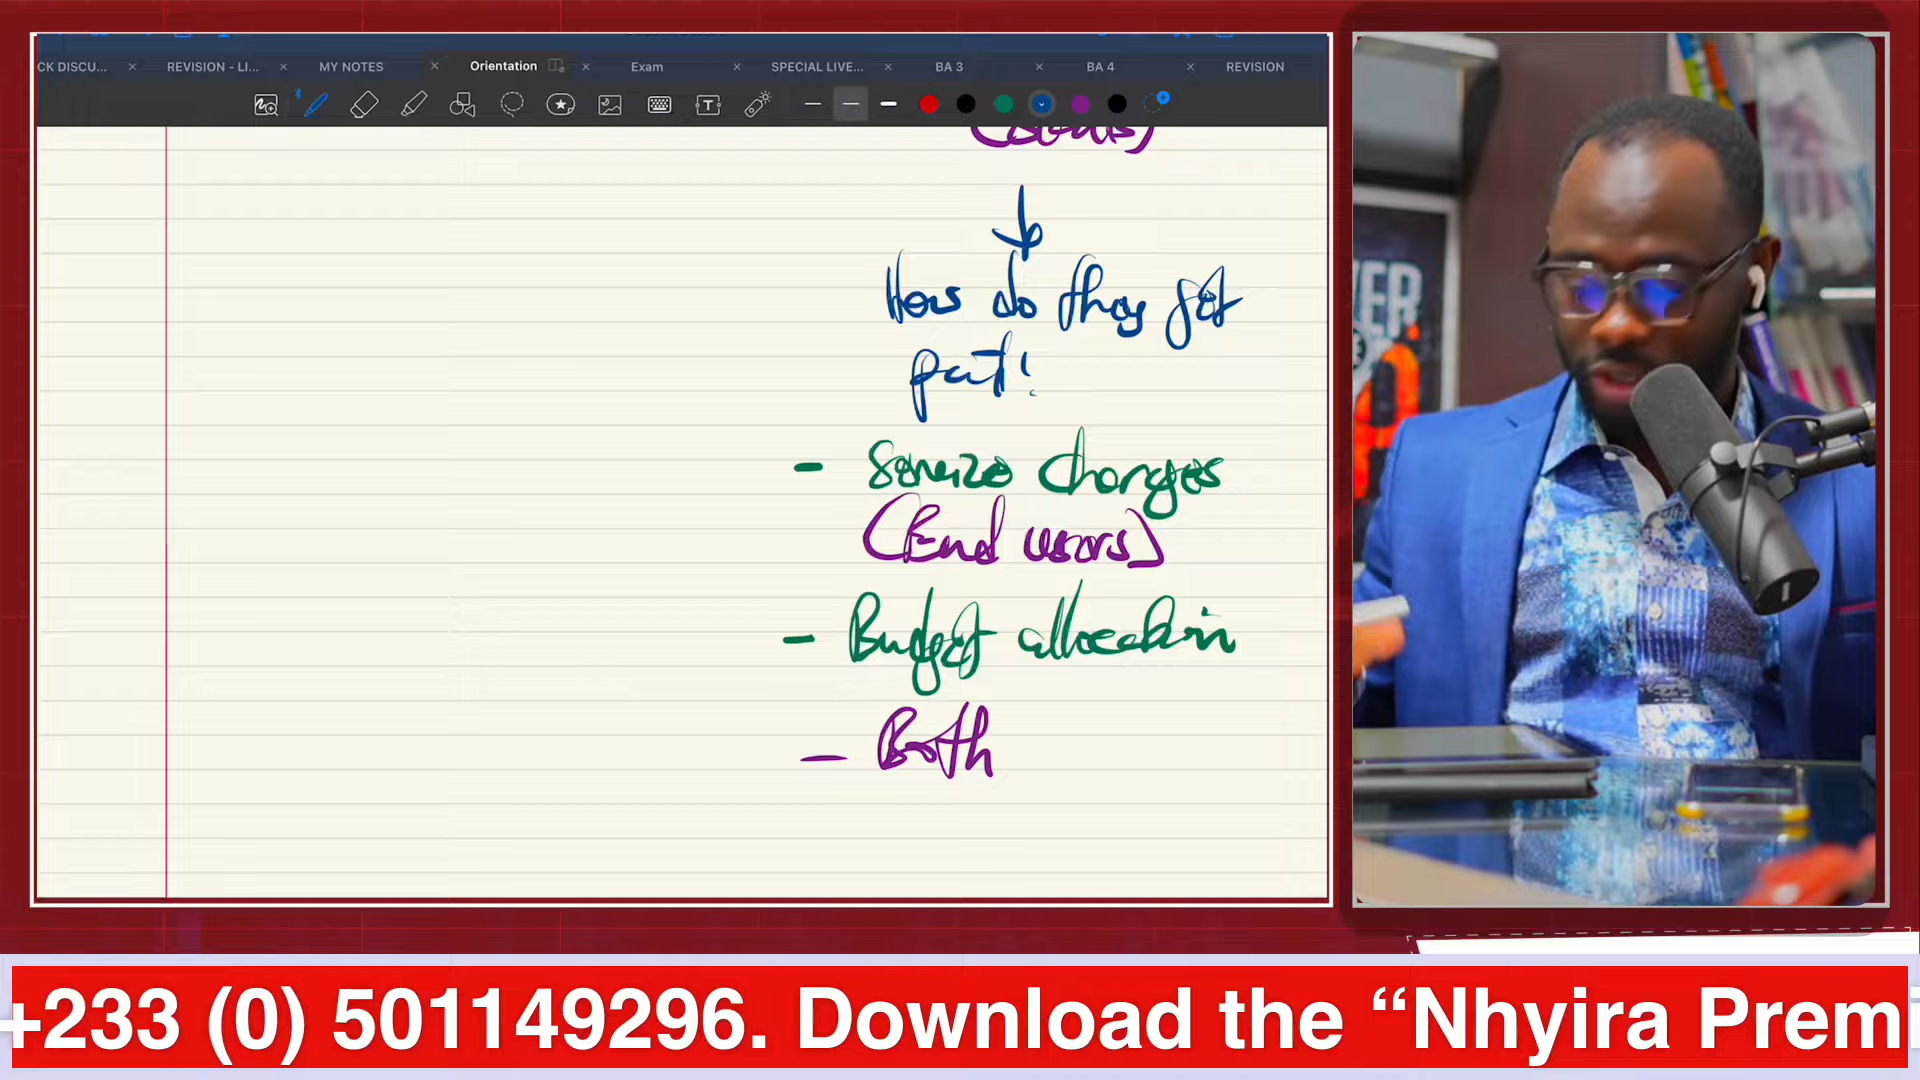 CK DISCU... REVISION - LI... MY NOTES Orientation Exam SPECIAL LIVE... BA 3 BA 4 REVISION
How do they get
paid?
- Service charges
(End users)
- Budget allocation
- Both
+233 (0) 501149296. Download the “Nhyira Prem